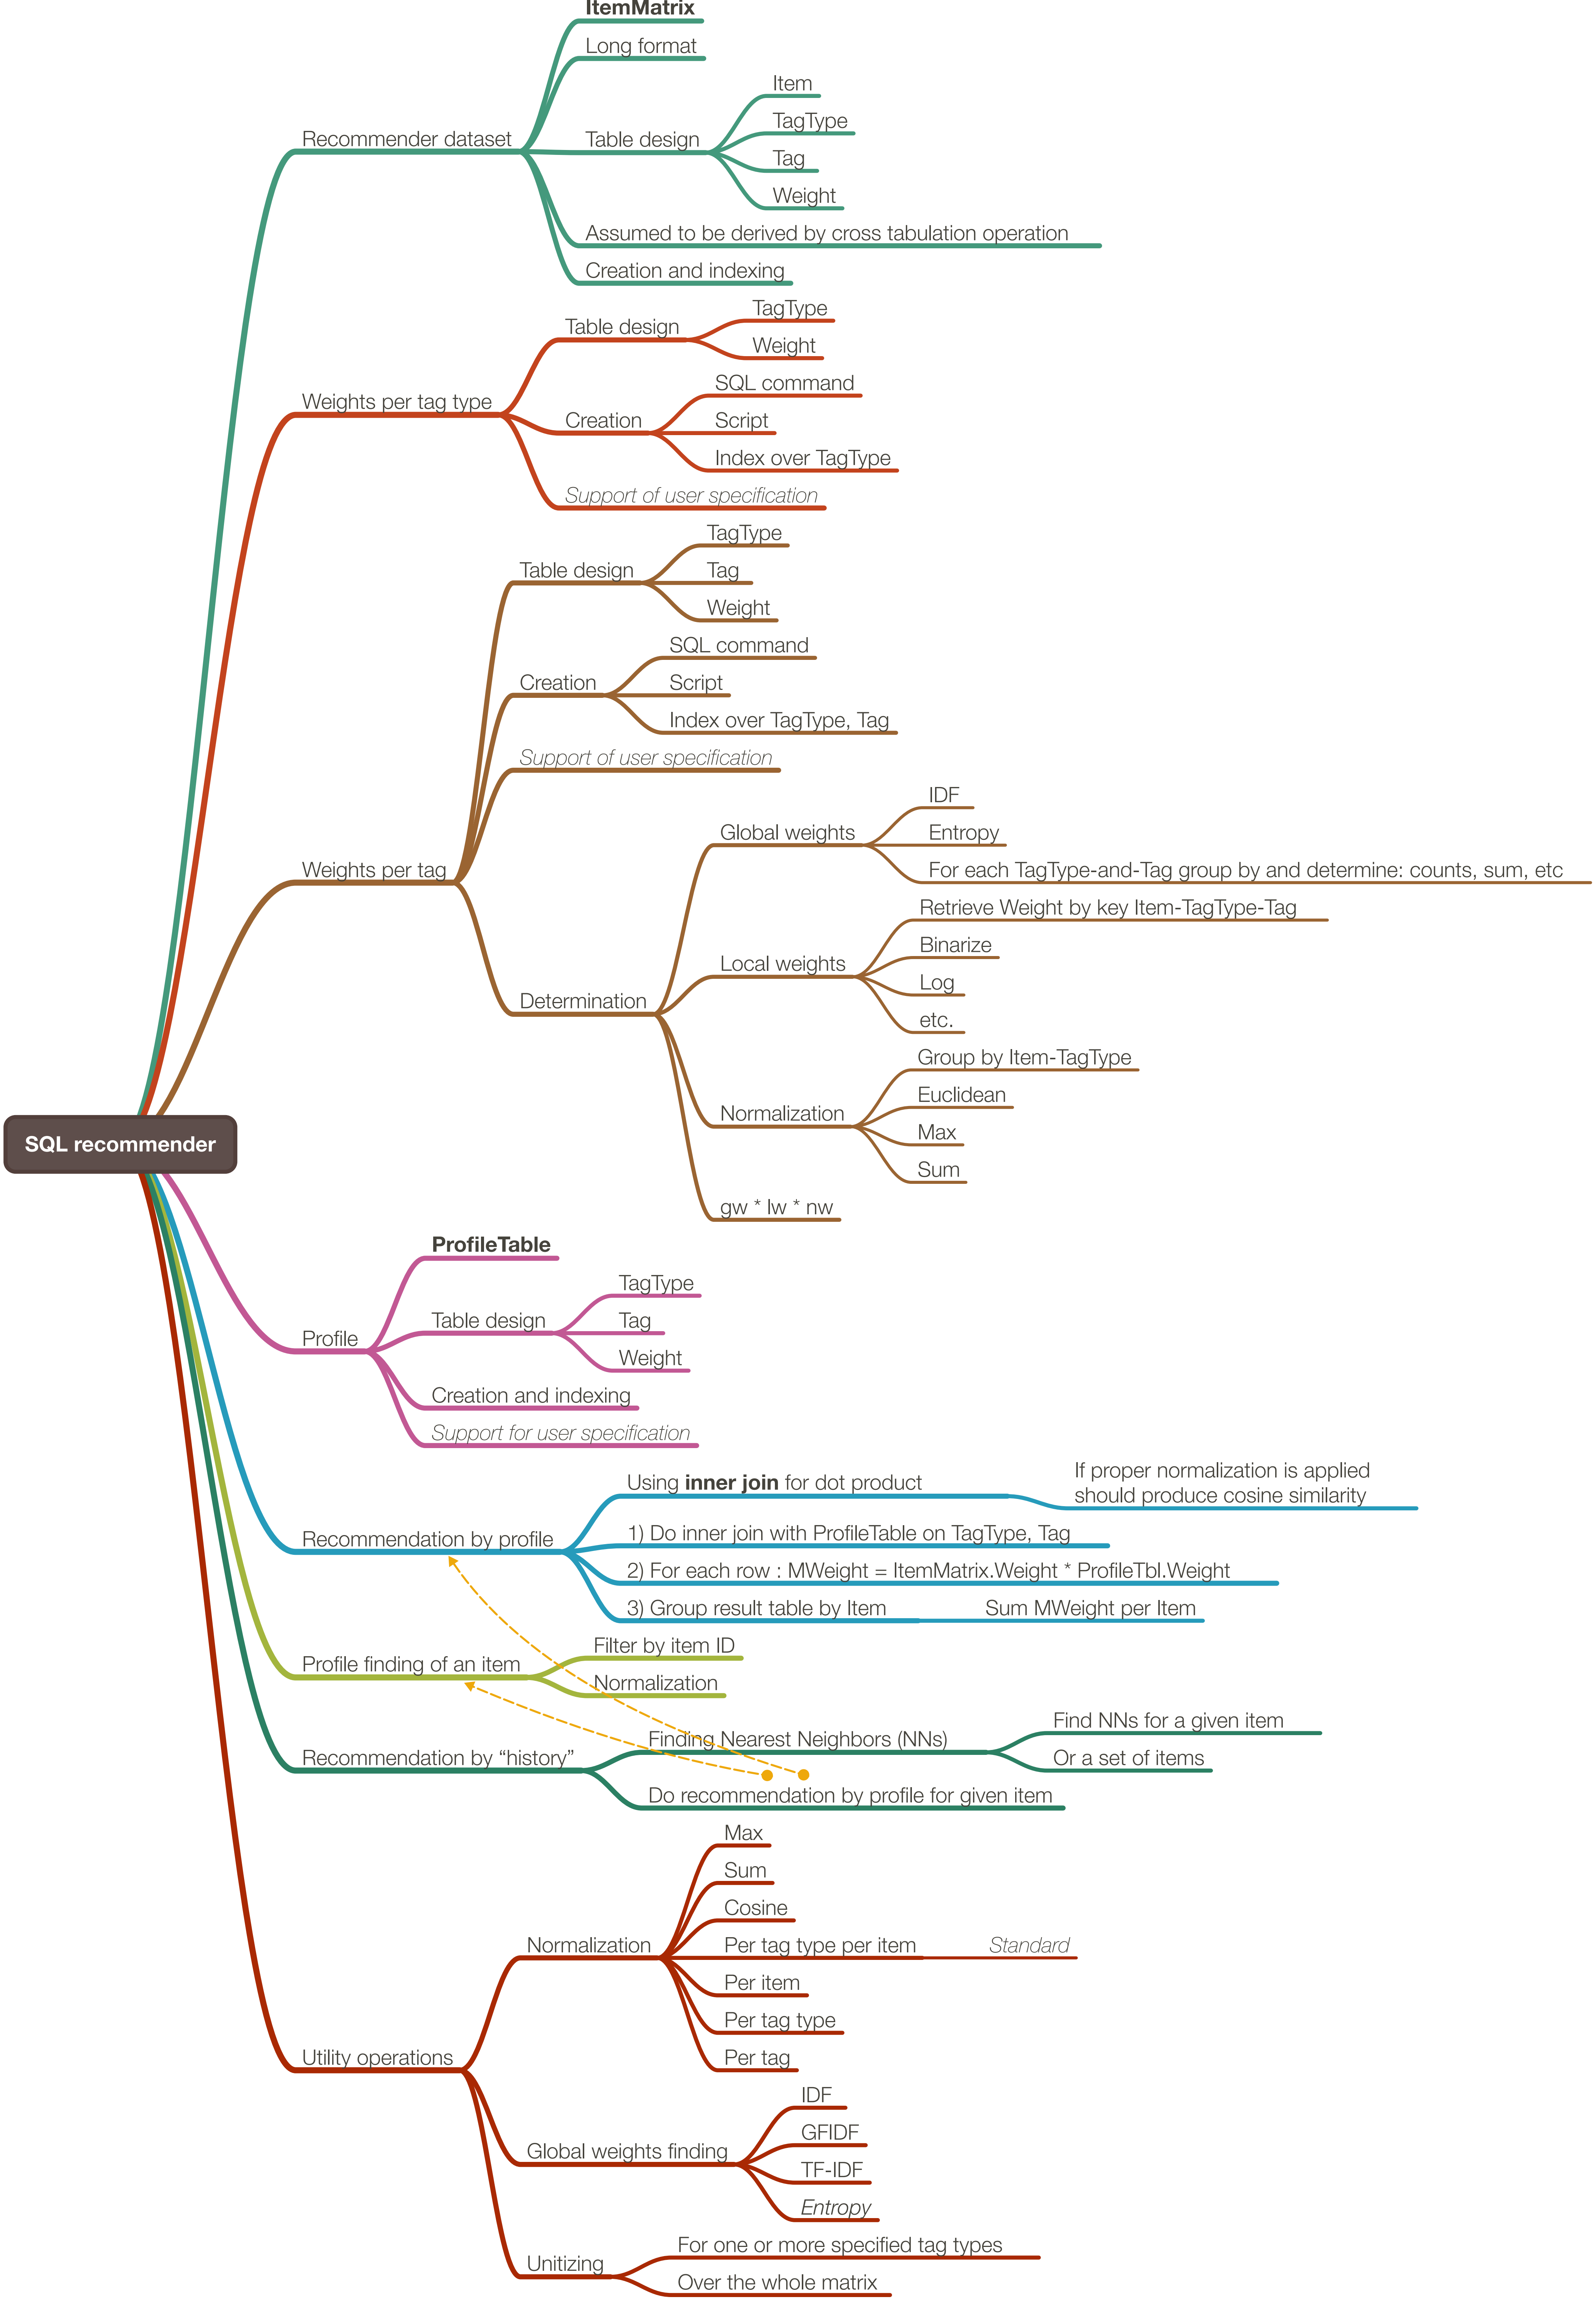 ItemMatrix
Long format
Item
TagType
Recommender dataset
Table design
Tag
Weight
Assumed to be derived by cross tabulation operation
Creation and indexing
TagType
Table design
Weight
SQL command
Weights per tag type
Creation
Script
Index over TagType
Support of user specification
TagType
Table design
Tag
Weight
SQL command
Creation
Script
Index over TagType, Tag
Support of user specification
IDF
Global weights
Entropy
For each TagType-and-Tag group by and determine: counts, sum, etc
Weights per tag
Retrieve Weight by key Item-TagType-Tag
Binarize
Local weights
Log
Determination
etc.
Group by Item-TagType
Euclidean
Normalization
Max
SQL recommender
Sum
gw * lw * nw
ProfileTable
TagType
Table design
Tag
Profile
Weight
Creation and indexing
Support for user specification
Using inner join for dot product
If proper normalization is applied
should produce cosine similarity
Recommendation by profile
1) Do inner join with ProfileTable on TagType, Tag
2) For each row : MWeight = ItemMatrix.Weight * ProfileTbl.Weight
3) Group result table by Item
Sum MWeight per Item
Filter by item ID
Profile finding of an item
Normalization
Finding Nearest Neighbors (NNs)
Find NNs for a given item
Recommendation by “history”
Or a set of items
Do recommendation by profile for given item
Max
Sum
Cosine
Normalization
Per tag type per item
Standard
Per item
Per tag type
Utility operations
Per tag
IDF
GFIDF
Global weights finding
TF-IDF
Entropy
For one or more specified tag types
Unitizing
Over the whole matrix